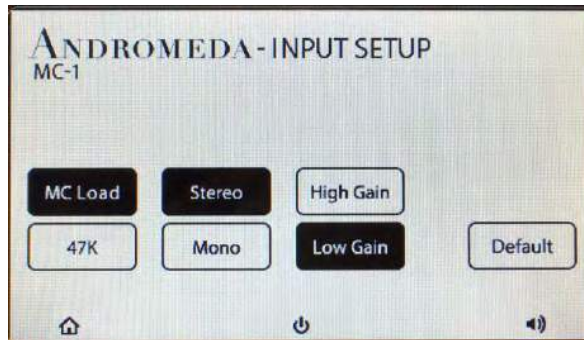 ANDROMEDA - INPUT SETUP
MC-1
MC Load Stereo High Gain
47K Mono Low Gain Default